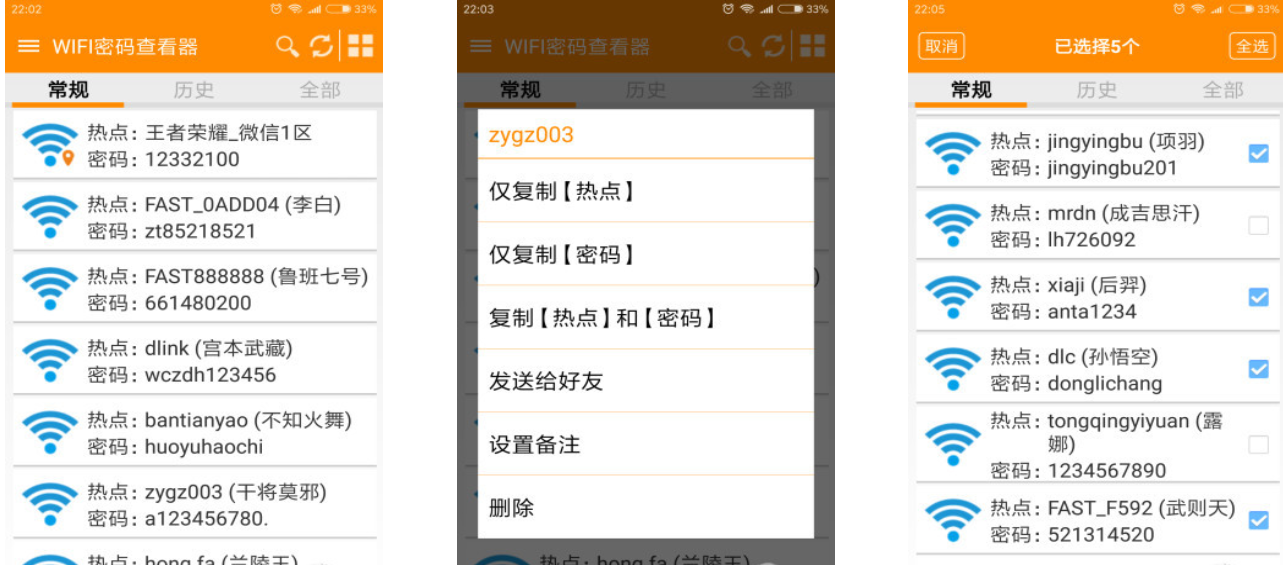 22:02
33%
WIFI密码查看器
常规
历史
全部
热点: 王者荣耀_微信1区
密码: 12332100
热点: FAST_0ADD04 (李白)
密码: zt85218521
热点: FAST888888 (鲁班七号)
密码: 661480200
热点: dlink (宫本武藏)
密码: wczdh123456
热点: bantianyao (不知火舞)
密码: huoyuhaochi
热点: zygz003 (干将莫邪)
密码: a123456780.
热点: hong fa (兰陵王)
22:03
33%
WIFI密码查看器
常规
历史
全部
zygz003
仅复制【热点】
仅复制【密码】
复制【热点】和【密码】
发送给好友
设置备注
删除
热点: hong fa (兰陵王)
22:05
33%
取消
已选择5个
全选
常规
历史
全部
热点: jingyingbu (项羽)
密码: jingyingbu201
热点: mrdn (成吉思汗)
密码: lh726092
热点: xiaji (后羿)
密码: anta1234
热点: dlc (孙悟空)
密码: donglichang
热点: tongqingyiyuan (露
娜)
密码: 1234567890
热点: FAST_F592 (武则天)
密码: 521314520